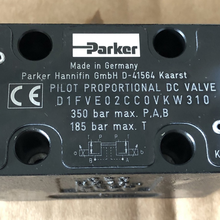 Parker
Made in Germany
Parker Hannifin GmbH D-41564 Kaarst
CE PILOT PROPORTIONAL DC VALVE
D1FVE02CC0VKW310
350 bar max. P,A,B
185 bar max. T